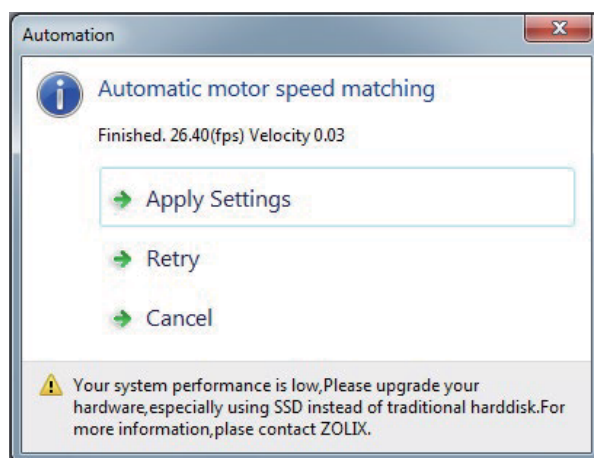 Automation
Automatic motor speed matching
Finished. 26.40(fps) Velocity 0.03
Apply Settings
Retry
Cancel
Your system performance is low,Please upgrade your
hardware,especially using SSD instead of traditional harddisk.For
more information,plase contact ZOLIX.